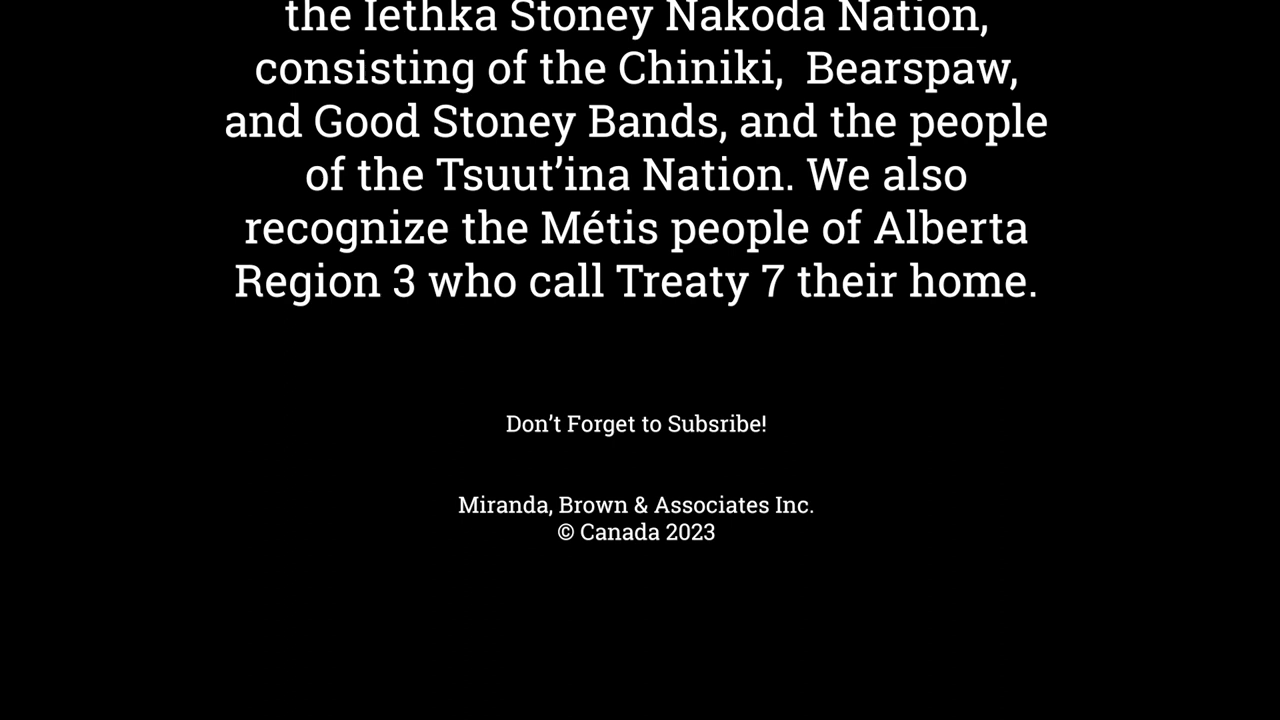 the Iethka Stoney Nakoda Nation,
consisting of the Chiniki,  Bearspaw,
and Good Stoney Bands, and the people
of the Tsuut’ina Nation. We also
recognize the Métis people of Alberta
Region 3 who call Treaty 7 their home.
Don’t Forget to Subsribe!
Miranda, Brown & Associates Inc.
© Canada 2023